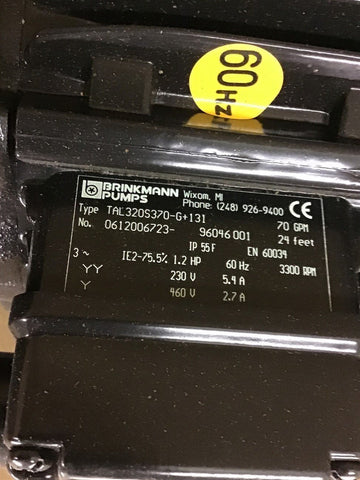 60Hz
BRINKMANN PUMPS Wixom, MI Phone: (248) 926-9400 CE
Type TAL320S370-G+131 70 GPM
No. 0612006723- 96046001 24 feet
IP 55F EN 60034
3 ~ IE2-75.5% 1.2 HP 60 Hz 3300 RPM
YY 230 V 5.4 A
Y 460 V 2.7 A